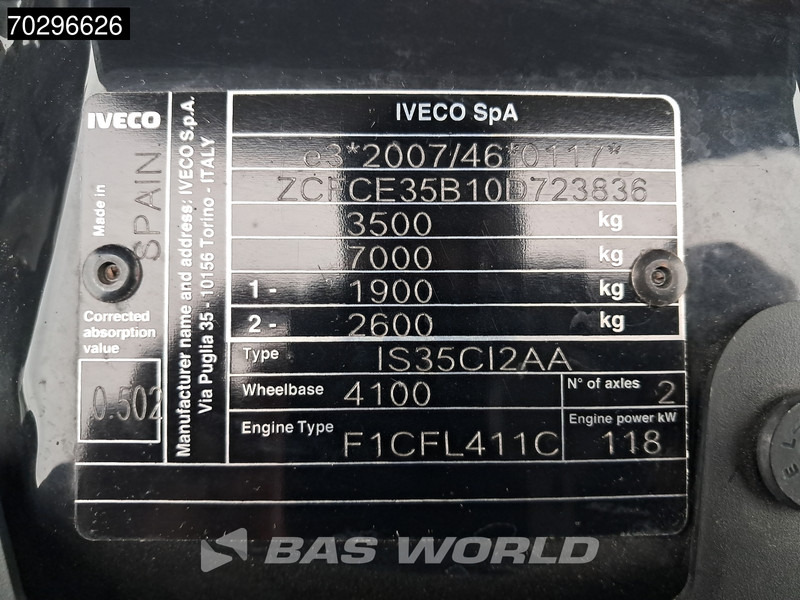 70296626
IVECO
Made in
SPAIN.
Corrected
absorption
value
0.502
Manufacturer name and address: IVECO S.p.A.
Via Puglia 35 - 10156 Torino - ITALY
IVECO SpA
e3*2007/46*0117*
ZCFCE35B10D723836
3500 kg
7000 kg
1- 1900 kg
2- 2600 kg
Type IS35CI2AA
Wheelbase 4100 N° of axles 2
Engine Type F1CFL411C Engine power kW 118
BAS WORLD